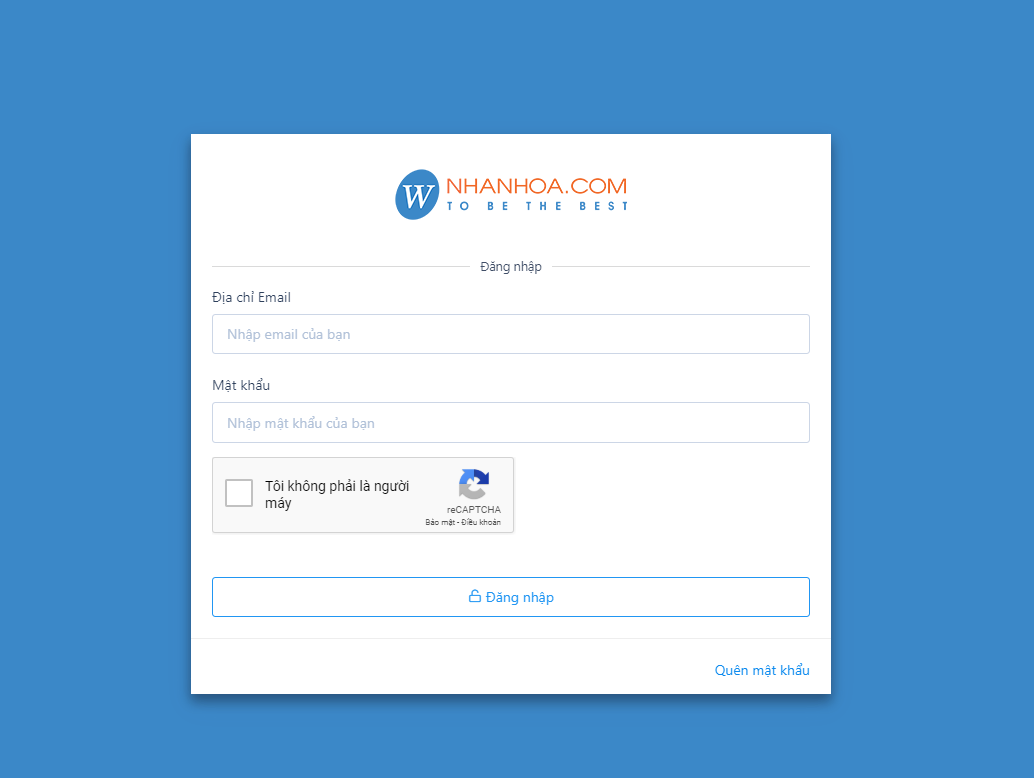 W NHANHOA.COM
TO BE THE BEST
Đăng nhập
Địa chỉ Email
Nhập email của bạn
Mật khẩu
Nhập mật khẩu của bạn
Tôi không phải là người
máy
reCAPTCHA
Bảo mật - Điều khoản
Đăng nhập
Quên mật khẩu